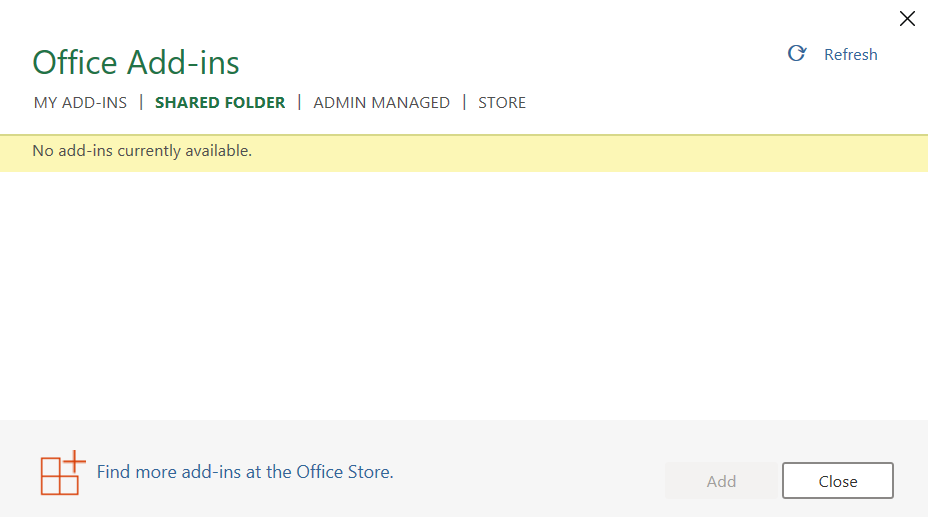 Office Add-ins
Refresh
MY ADD-INS | SHARED FOLDER | ADMIN MANAGED | STORE
No add-ins currently available.
Find more add-ins at the Office Store.
Add
Close